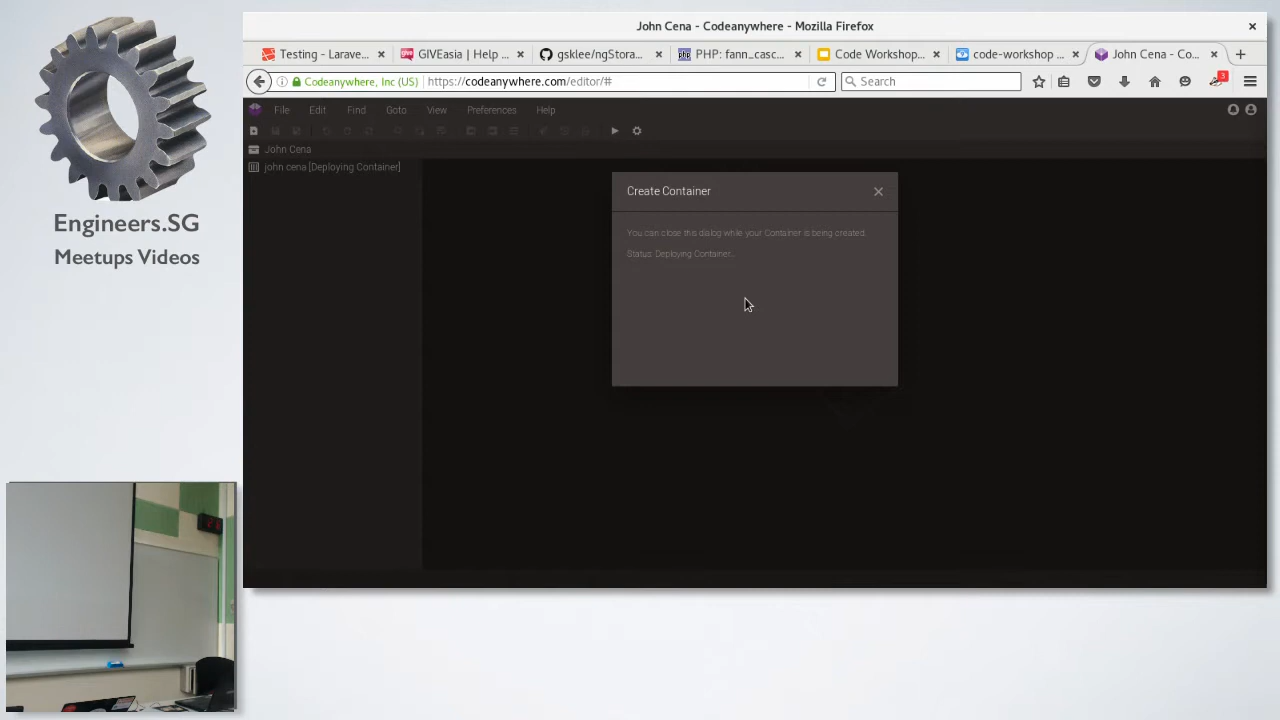 Engineers.SG
Meetups Videos
John Cena - Codeanywhere - Mozilla Firefox
Testing - Larave...
GIVEasia | Help ...
gsklee/ngStora...
PHP: fann_casc...
Code Workshop...
code-workshop ...
John Cena - Co...
Codeanywhere, Inc (US)
https://codeanywhere.com/editor/#
Search
3
File
Edit
Find
Goto
View
Preferences
Help
John Cena
john cena [Deploying Container]
Create Container
You can close this dialog while your Container is being created.
Status: Deploying Container...